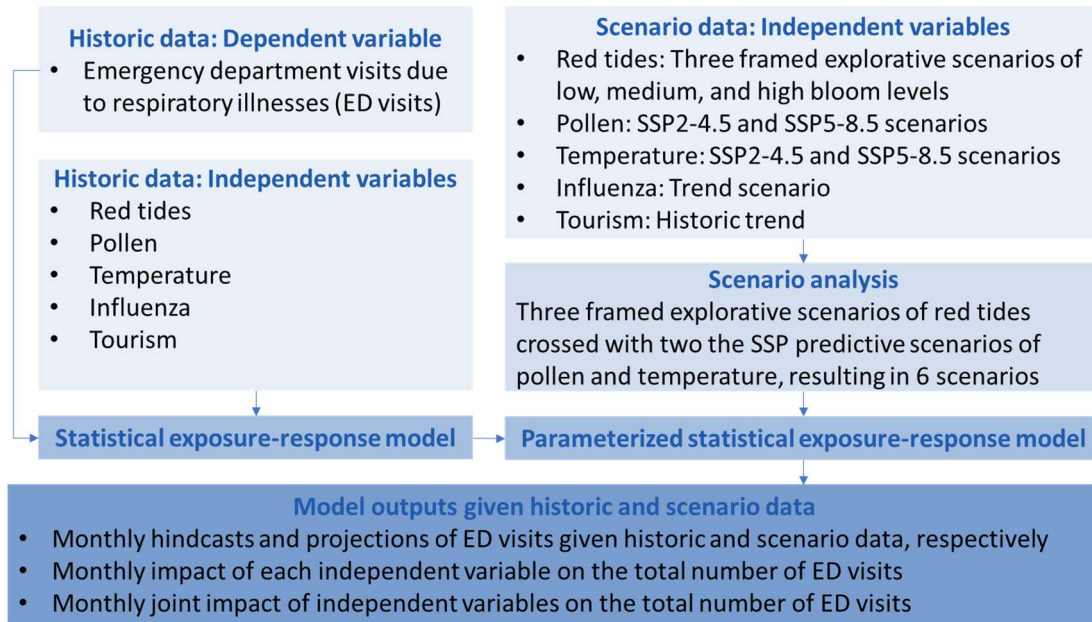 Historic data: Dependent variable
• Emergency department visits due
to respiratory illnesses (ED visits)
Historic data: Independent variables
• Red tides
• Pollen
• Temperature
• Influenza
• Tourism
Statistical exposure-response model
Scenario data: Independent variables
• Red tides: Three framed explorative scenarios of
low, medium, and high bloom levels
• Pollen: SSP2-4.5 and SSP5-8.5 scenarios
• Temperature: SSP2-4.5 and SSP5-8.5 scenarios
• Influenza: Trend scenario
• Tourism: Historic trend
Scenario analysis
Three framed explorative scenarios of red tides
crossed with two the SSP predictive scenarios of
pollen and temperature, resulting in 6 scenarios
Parameterized statistical exposure-response model
Model outputs given historic and scenario data
• Monthly hindcasts and projections of ED visits given historic and scenario data, respectively
• Monthly impact of each independent variable on the total number of ED visits
• Monthly joint impact of independent variables on the total number of ED visits